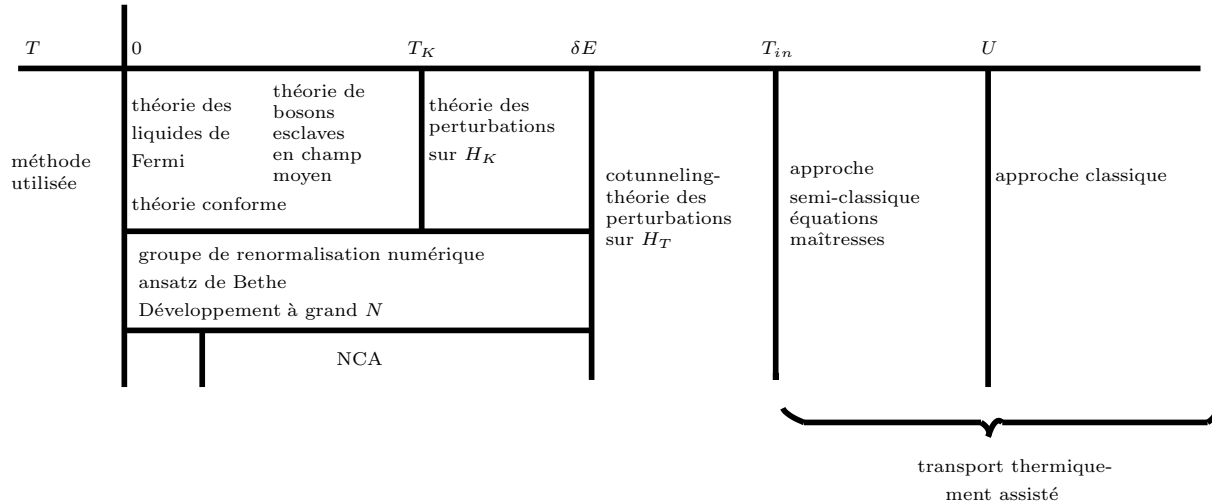 T 0 T_K δE T_in U
méthode
utilisée
théorie des
liquides de
Fermi
théorie de
bosons
esclaves
en champ
moyen
théorie conforme
théorie des
perturbations
sur H_K
groupe de renormalisation numérique
ansatz de Bethe
Développement à grand N
NCA
cotunneling-
théorie des
perturbations
sur H_T
approche
semi-classique
équations
maîtresses
approche classique
transport thermique-
ment assisté